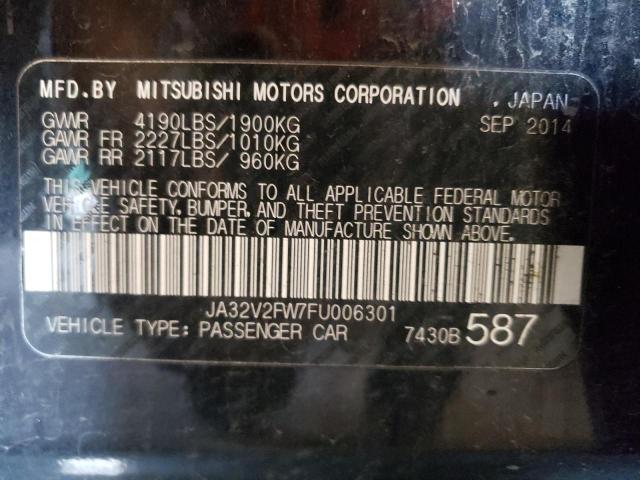 MFD.BY MITSUBISHI MOTORS CORPORATION , JAPAN
GVWR 4190LBS/1900KG SEP 2014
GAWR FR 2227LBS/1010KG
GAWR RR 2117LBS/ 960KG
THIS VEHICLE CONFORMS TO ALL APPLICABLE FEDERAL MOTOR
VEHICLE SAFETY, BUMPER, AND THEFT PREVENTION STANDARDS
IN EFFECT ON THE DATE OF MANUFACTURE SHOWN ABOVE.
JA32V2FW7FU006301
VEHICLE TYPE: PASSENGER CAR 7430B 587